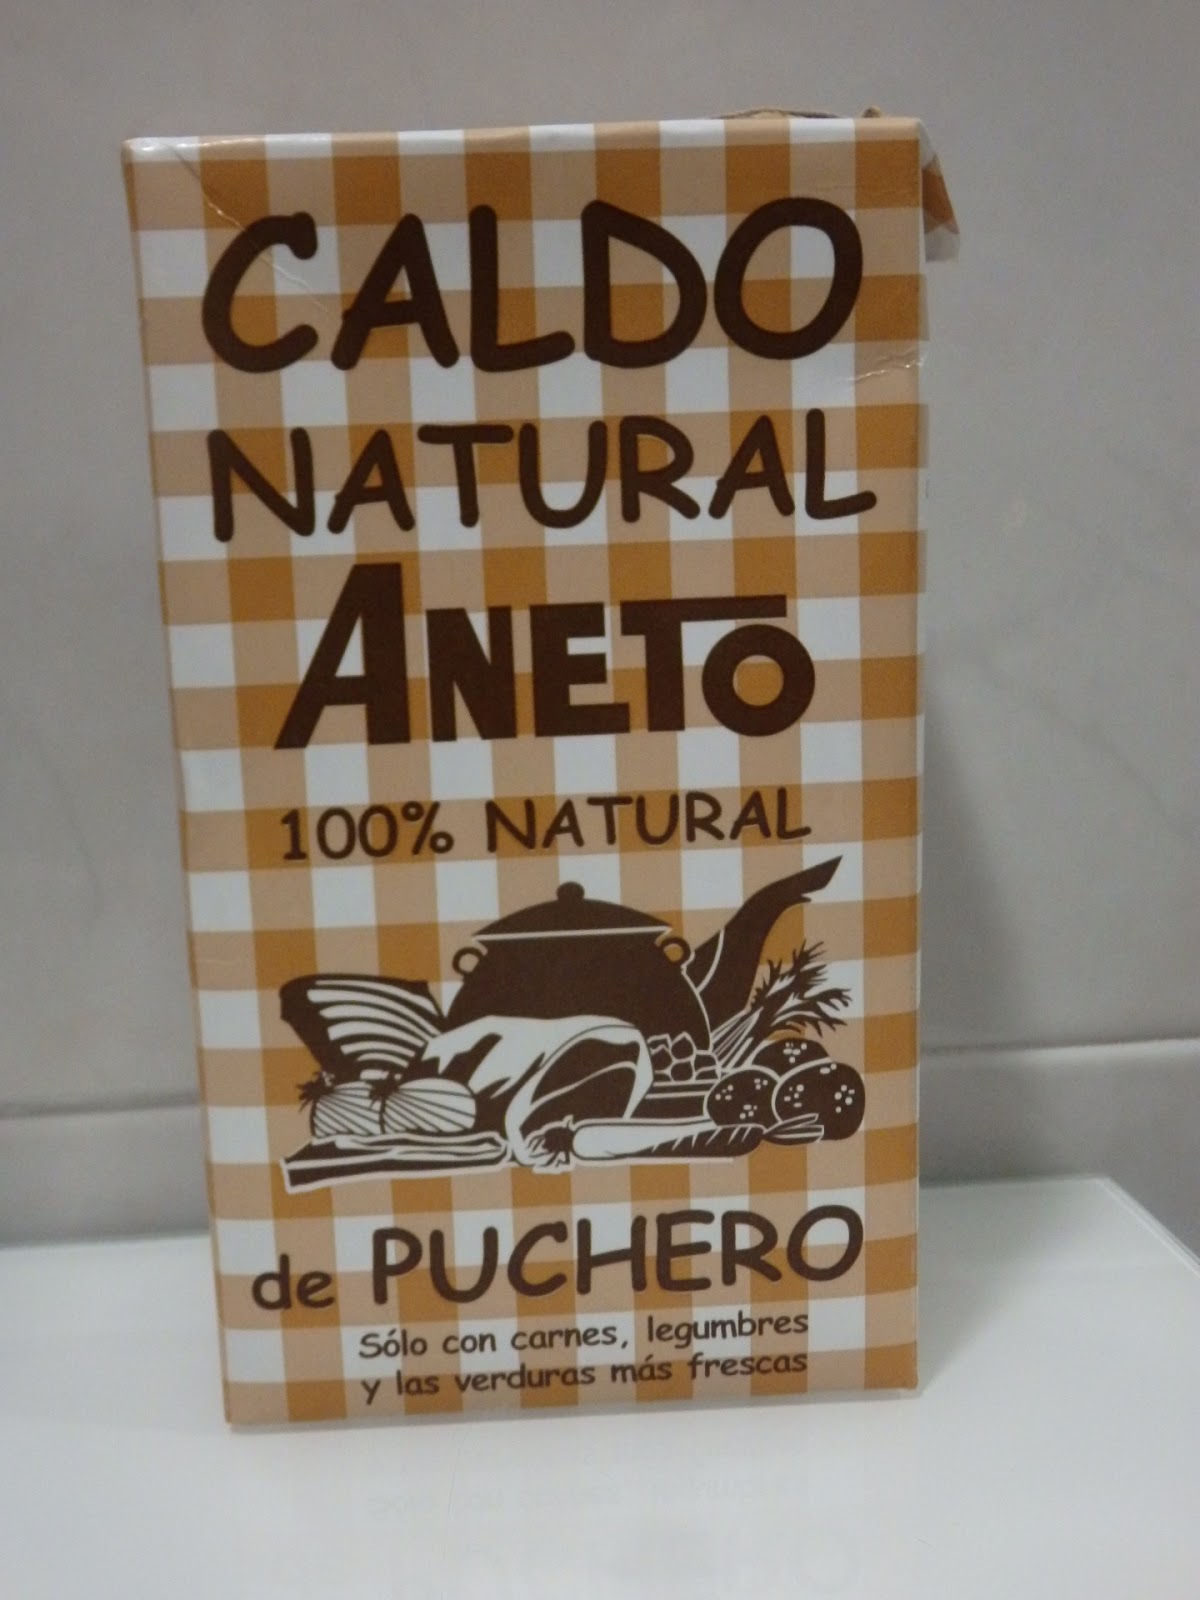 CALDO
NATURAL
ANETO
100% NATURAL
de PUCHERO
Sólo con carnes, legumbres
y las verduras más frescas